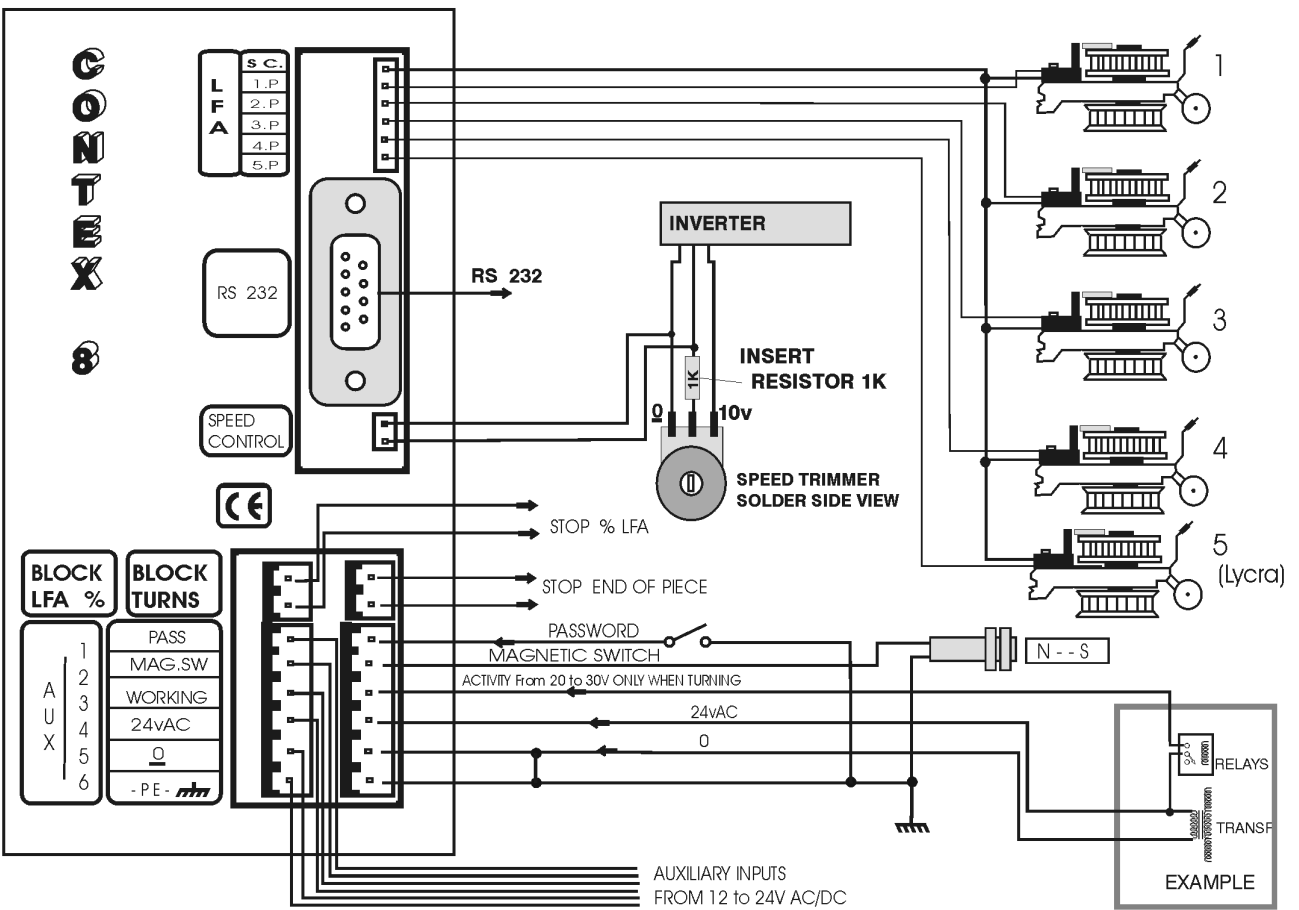 CONTEX 8
LFA
S C.
1.P
2.P
3.P
4.P
5.P
1
2
3
4
5
(Lycra)
INVERTER
RS 232
RS 232
INSERT
RESISTOR 1K
1K
0
10v
SPEED
CONTROL
SPEED TRIMMER
SOLDER SIDE VIEW
CE
STOP % LFA
STOP END OF PIECE
BLOCK
LFA %
BLOCK
TURNS
AUX
1
2
3
4
5
6
PASS
MAG.SW
WORKING
24vAC
0
- P E -
PASSWORD
MAGNETIC SWITCH
N - - S
ACTIVITY From 20 to 30V ONLY WHEN TURNING
24vAC
0
RELAYS
TRANSF
EXAMPLE
AUXILIARY INPUTS
FROM 12 to 24V AC/DC